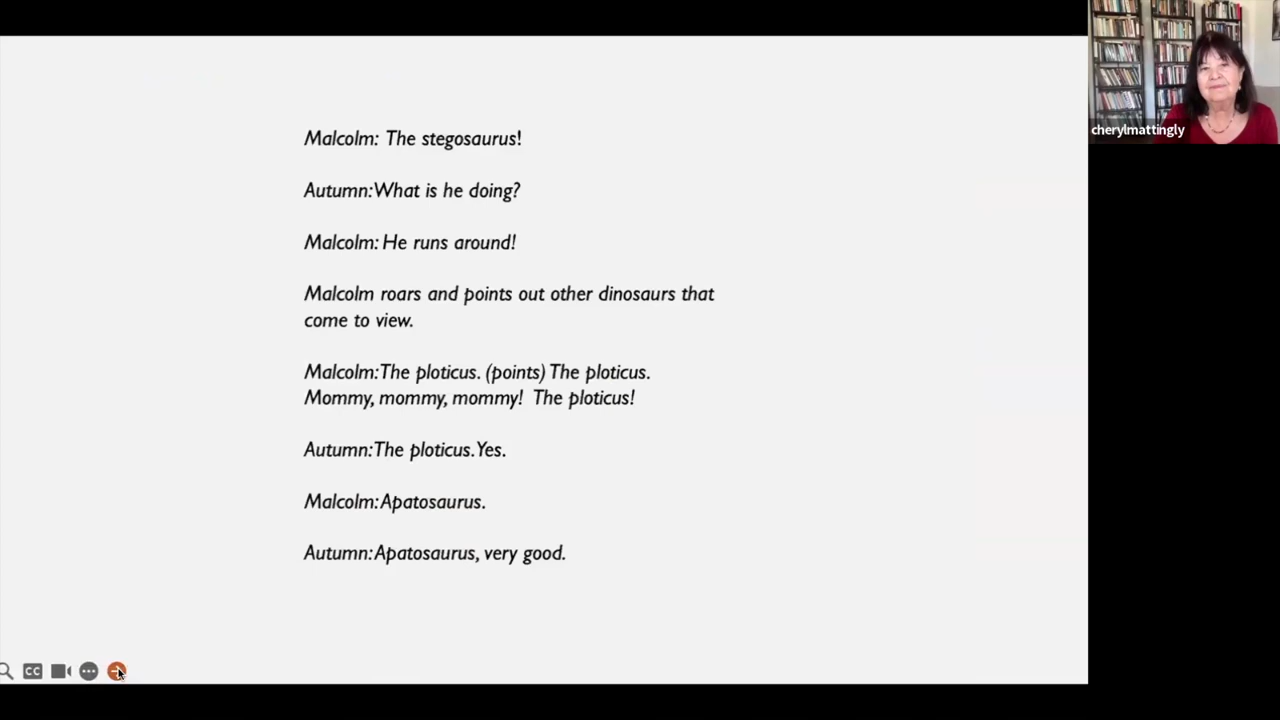 Malcolm: The stegosaurus!
Autumn: What is he doing?
Malcolm: He runs around!
Malcolm roars and points out other dinosaurs that
come to view.
Malcolm: The ploticus. (points) The ploticus.
Mommy, mommy, mommy! The ploticus!
Autumn: The ploticus. Yes.
Malcolm: Apatosaurus.
Autumn: Apatosaurus, very good.
cherylmattingly
CC